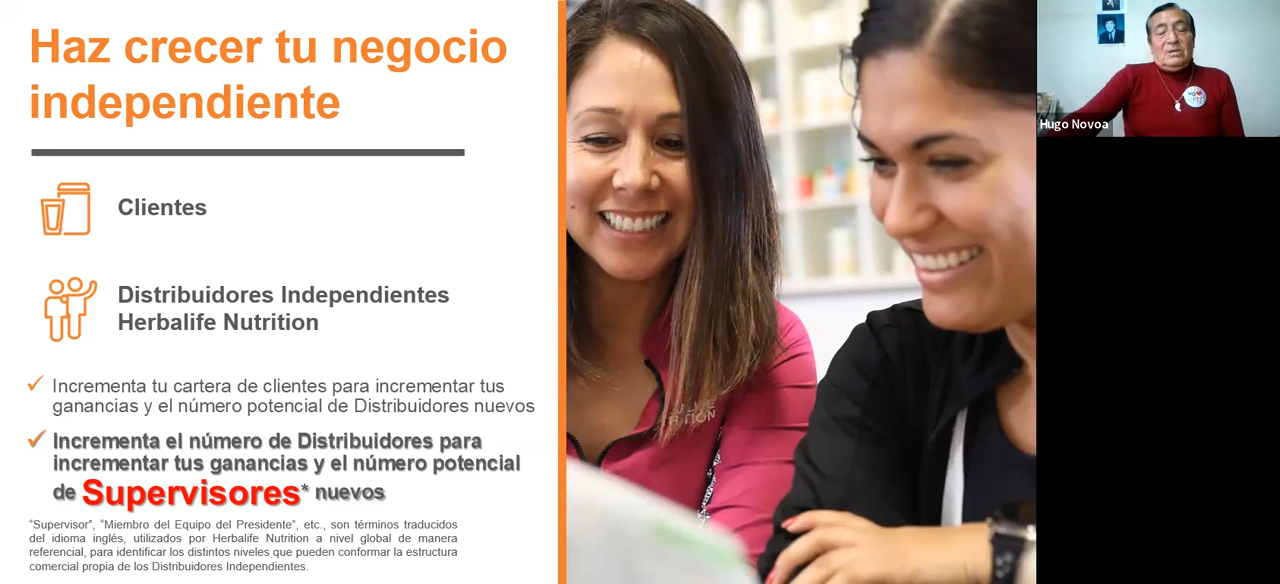 Haz crecer tu negocio
independiente
Clientes
Distribuidores Independientes
Herbalife Nutrition
Incrementa tu cartera de clientes para incrementar tus
ganancias y el número potencial de Distribuidores nuevos
Incrementa el número de Distribuidores para
incrementar tus ganancias y el número potencial
de Supervisores* nuevos
"Supervisor", "Miembro del Equipo del Presidente", etc., son términos traducidos
del idioma inglés, utilizados por Herbalife Nutrition a nivel global de manera
referencial, para identificar los distintos niveles que pueden conformar la estructura
comercial propia de los Distribuidores Independientes.
Hugo Novoa